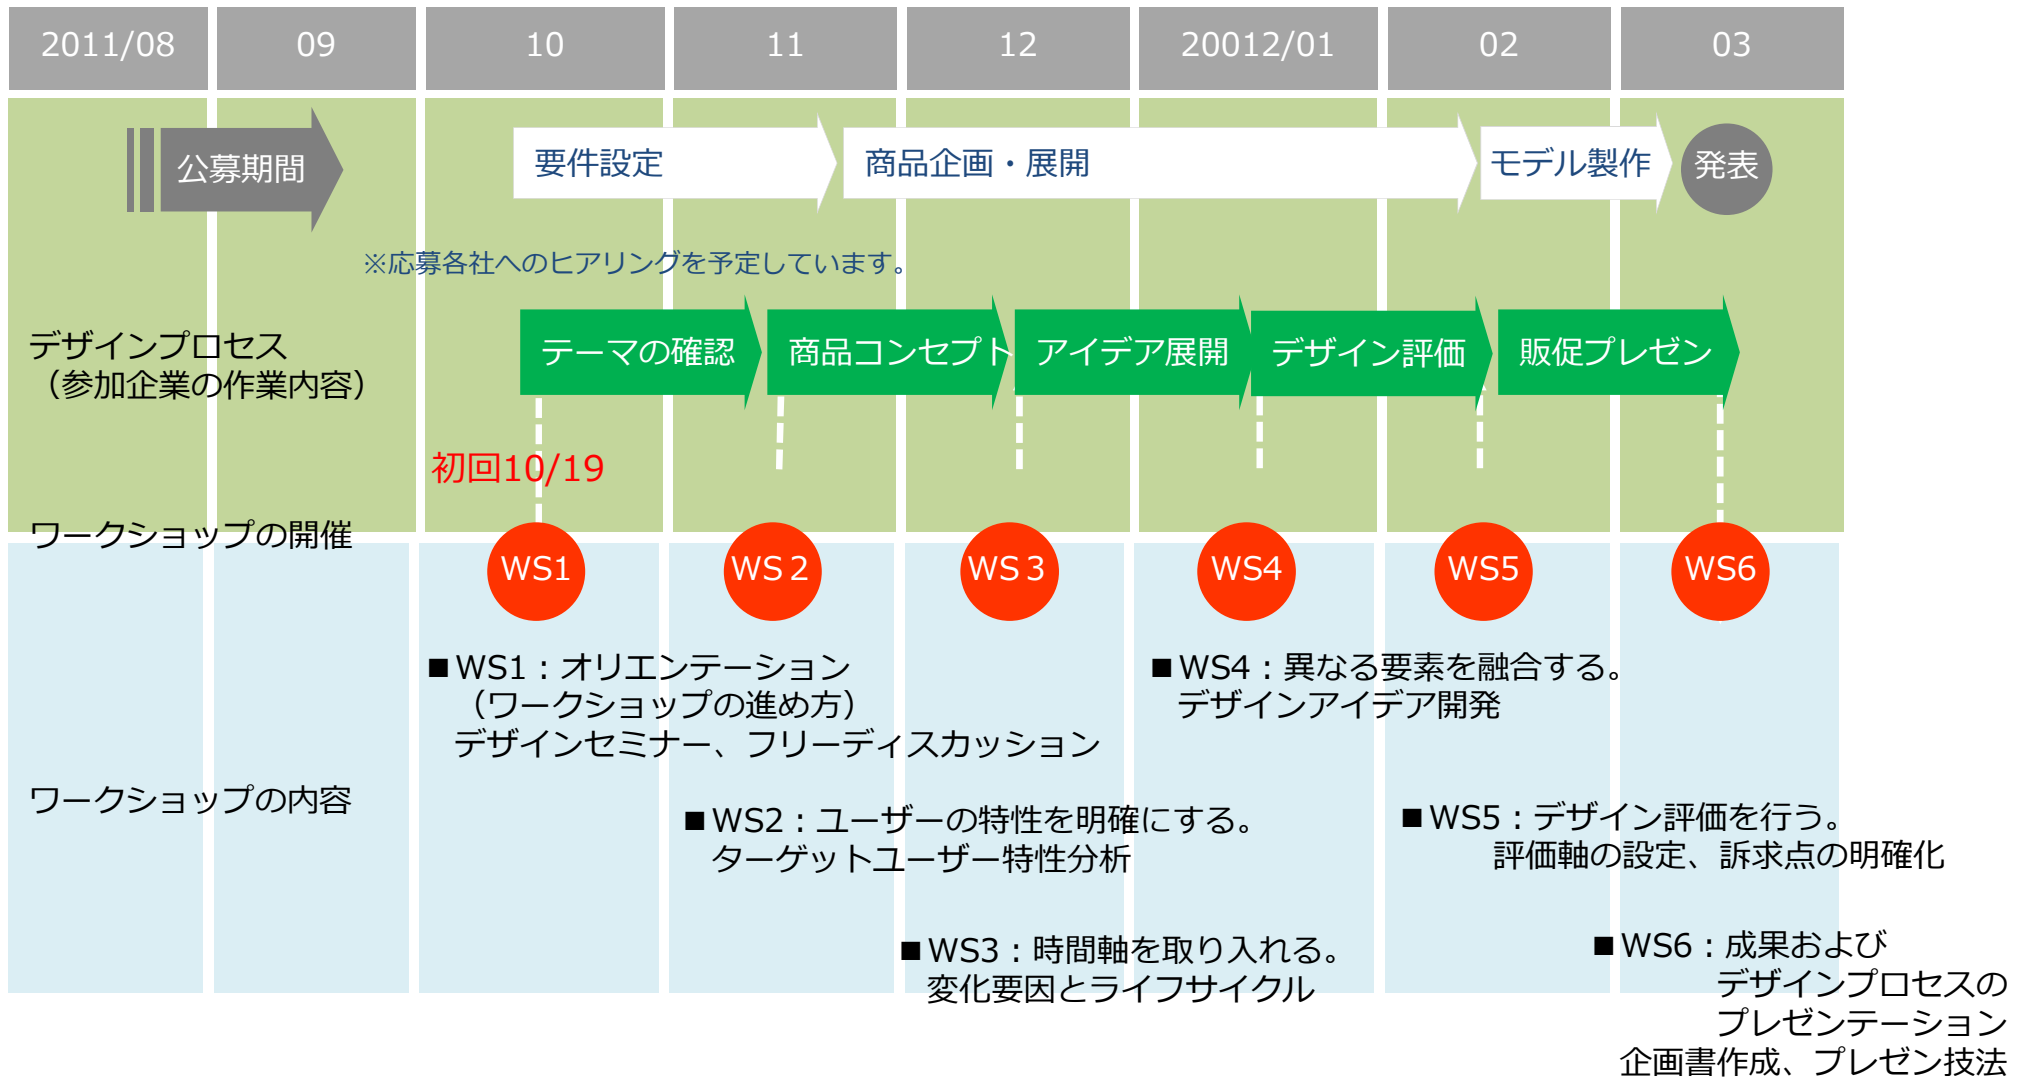 2011/08 09 10 11 12 20012/01 02 03
公募期間 要件設定 商品企画・展開 モデル製作 発表
※応募各社へのヒアリングを予定しています。
デザインプロセス
（参加企業の作業内容）
テーマの確認 商品コンセプト アイデア展開 デザイン評価 販促プレゼン
初回10/19
ワークショップの開催
WS1 WS２ WS３ WS4 WS5 WS6
ワークショップの内容
■WS1：オリエンテーション
（ワークショップの進め方）
デザインセミナー、フリーディスカッション
■WS2：ユーザーの特性を明確にする。
ターゲットユーザー特性分析
■WS3：時間軸を取り入れる。
変化要因とライフサイクル
■WS4：異なる要素を融合する。
デザインアイデア開発
■WS5：デザイン評価を行う。
評価軸の設定、訴求点の明確化
■WS6：成果および
デザインプロセスの
プレゼンテーション
企画書作成、プレゼン技法